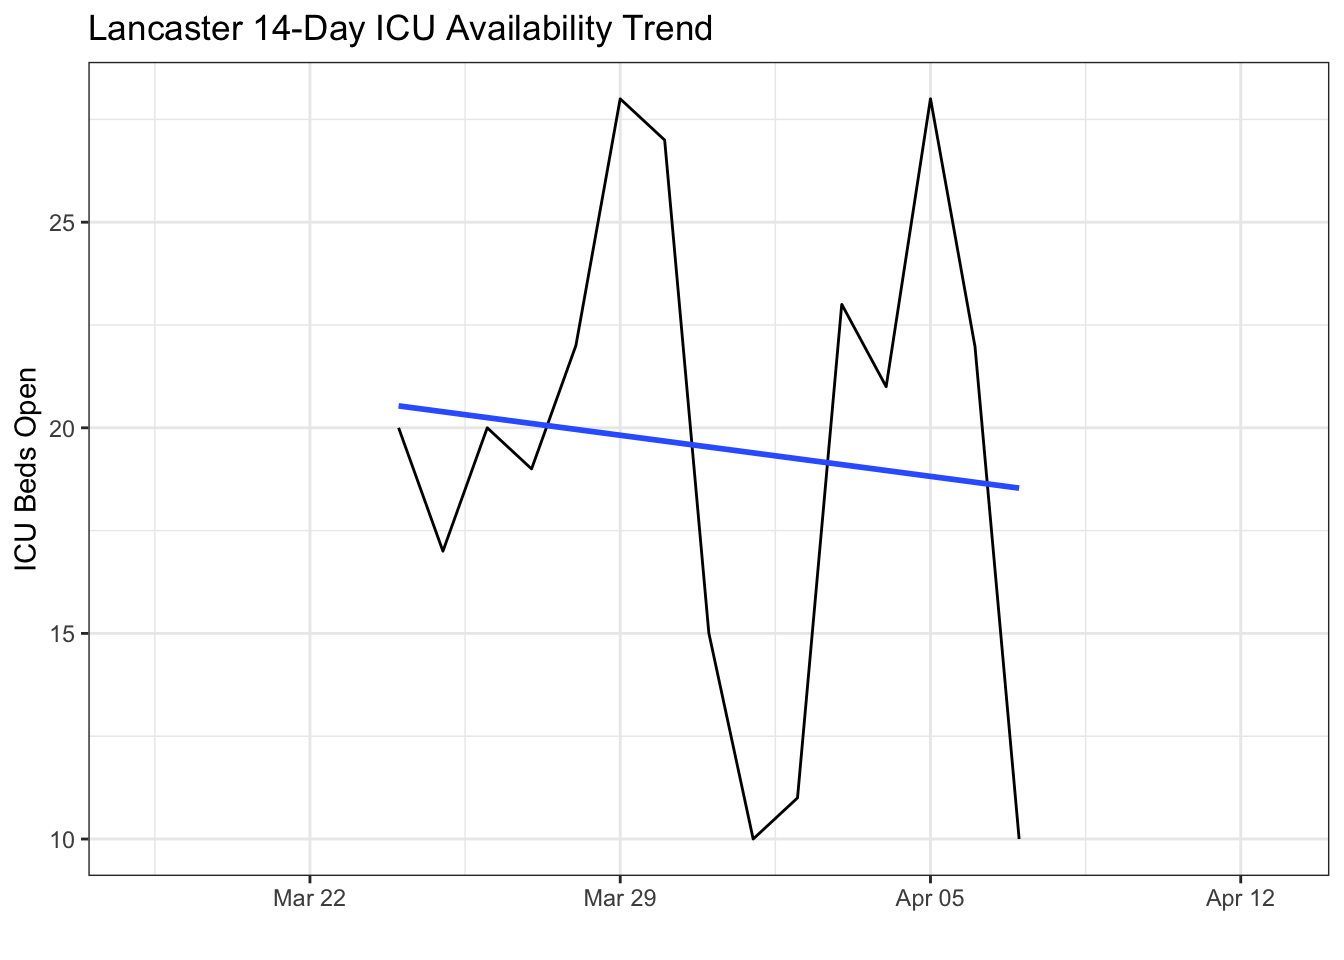 Lancaster 14-Day ICU Availability Trend
ICU Beds Open
25
20
15
10
Mar 22
Mar 29
Apr 05
Apr 12